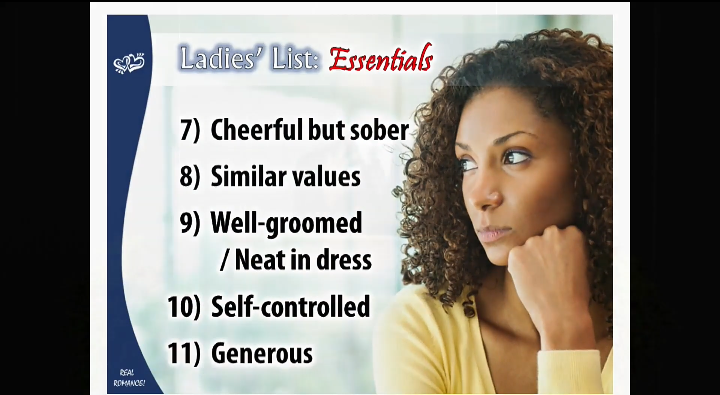 Ladies' List: Essentials
7) Cheerful but sober
8) Similar values
9) Well-groomed
/ Neat in dress
10) Self-controlled
11) Generous
REAL
ROMANCE!